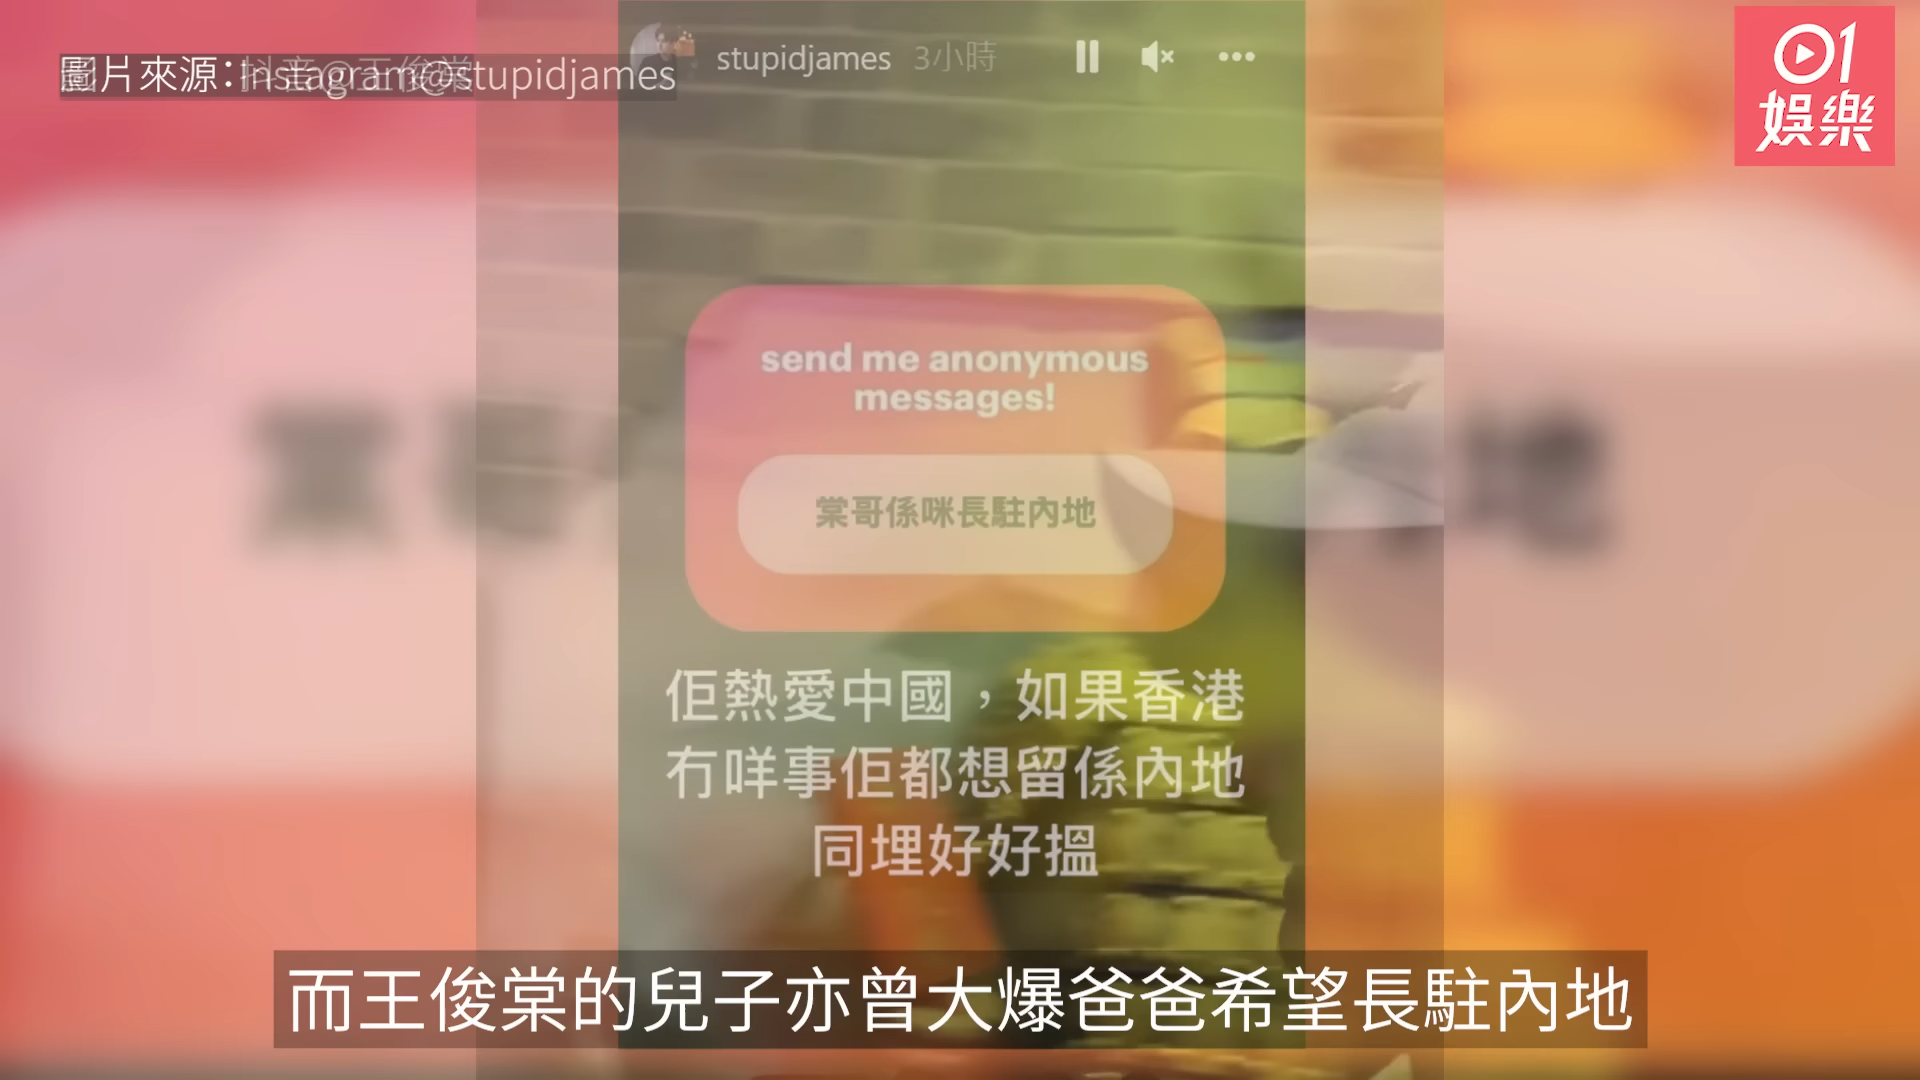 圖片來源：Instagram@stupidjames
stupidjames 3小時
01
娛樂
send me anonymous
messages!
棠哥係咪長駐內地
佢熱愛中國，如果香港
冇咩事佢都想留係內地
同埋好好搵
而王俊棠的兒子亦曾大爆爸爸希望長駐內地